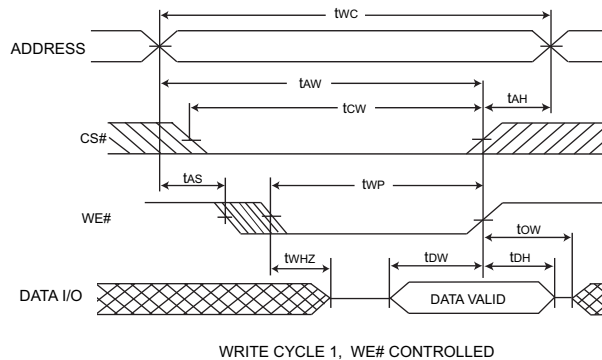 tWC
ADDRESS
tAW
tCW
tAH
CS#
tAS
tWP
WE#
tOW
tWHZ
tDW
tDH
DATA I/O
DATA VALID
WRITE CYCLE 1, WE# CONTROLLED